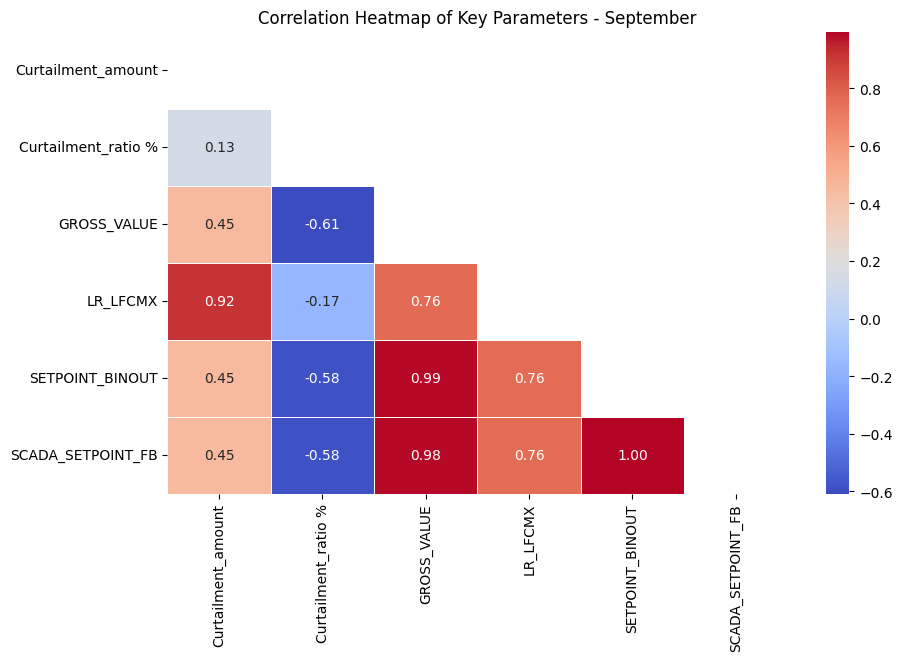 Correlation Heatmap of Key Parameters - September
Curtailment_amount
Curtailment_ratio %
0.13
GROSS_VALUE
0.45
-0.61
LR_LFCMX
0.92
-0.17
0.76
SETPOINT_BINOUT
0.45
-0.58
0.99
0.76
SCADA_SETPOINT_FB
0.45
-0.58
0.98
0.76
1.00
Curtailment_amount
Curtailment_ratio %
GROSS_VALUE
LR_LFCMX
SETPOINT_BINOUT
SCADA_SETPOINT_FB
0.8
0.6
0.4
0.2
0.0
−0.2
−0.4
−0.6